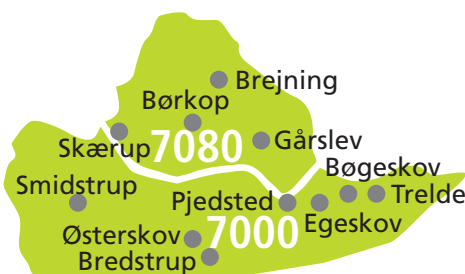 Brejning
Børkop
Skærup 7080 Gårslev
Bøgeskov
Smidstrup
Pjedsted
Trelde
Egeskov
Østerskov 7000
Bredstrup